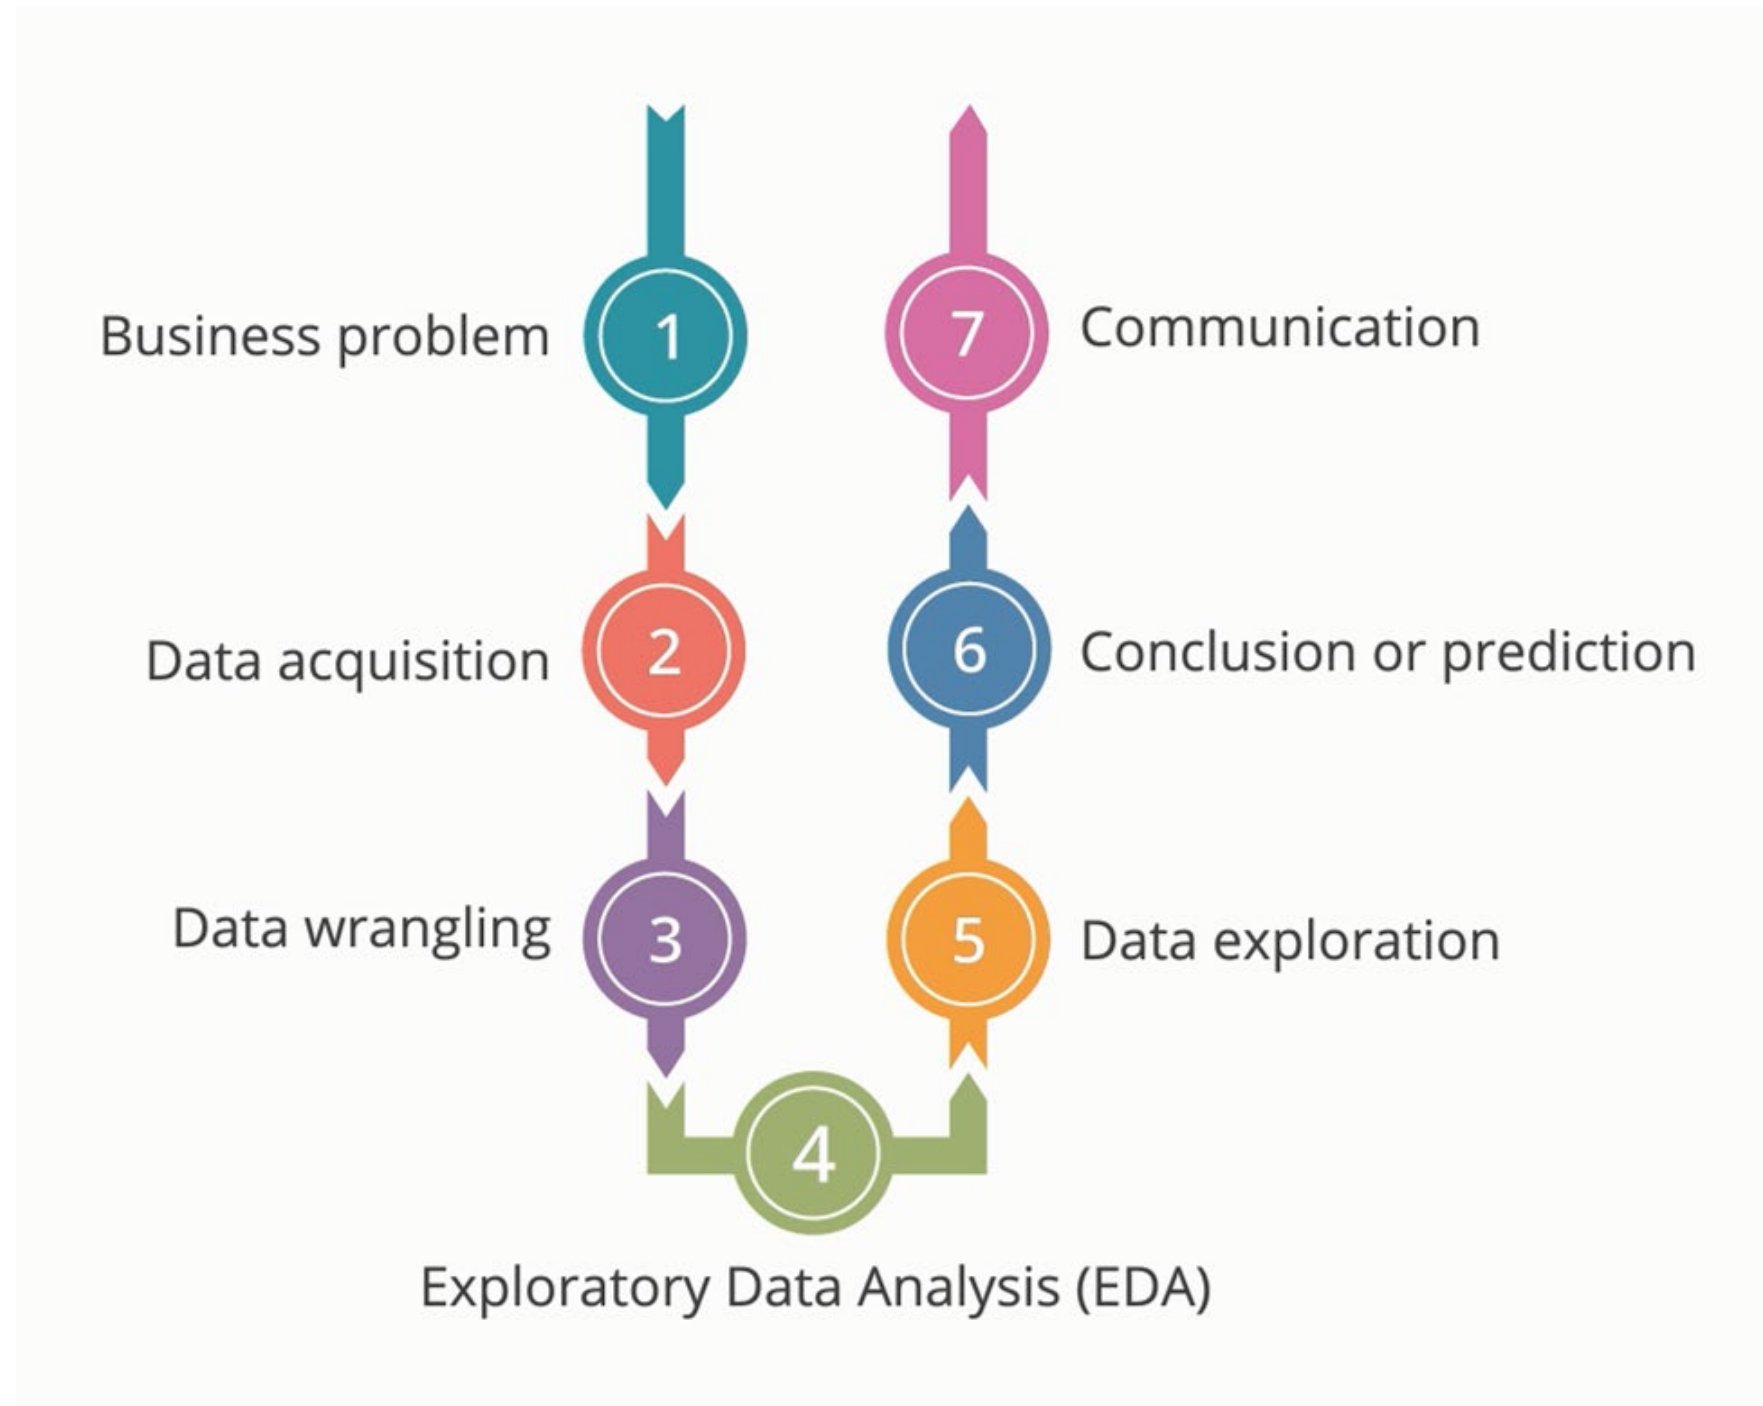 Business problem
1
Data acquisition
2
Data wrangling
3
4
Exploratory Data Analysis (EDA)
5
Data exploration
6
Conclusion or prediction
7
Communication